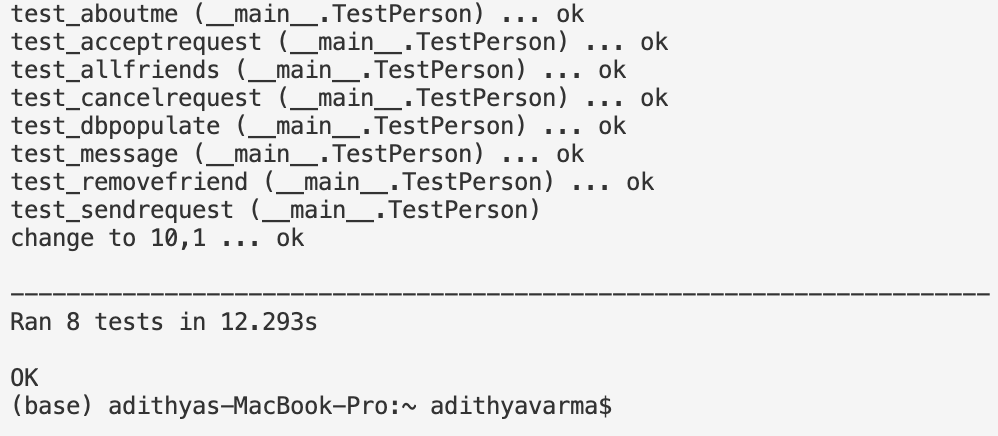 test_aboutme (__main__.TestPerson) ... ok
test_acceptrequest (__main__.TestPerson) ... ok
test_allfriends (__main__.TestPerson) ... ok
test_cancelrequest (__main__.TestPerson) ... ok
test_dbpopulate (__main__.TestPerson) ... ok
test_message (__main__.TestPerson) ... ok
test_removefriend (__main__.TestPerson) ... ok
test_sendrequest (__main__.TestPerson)
change to 10,1 ... ok
----------------------------------------------------------------------
Ran 8 tests in 12.293s
OK
(base) adithyas-MacBook-Pro:~ adithyavarma$